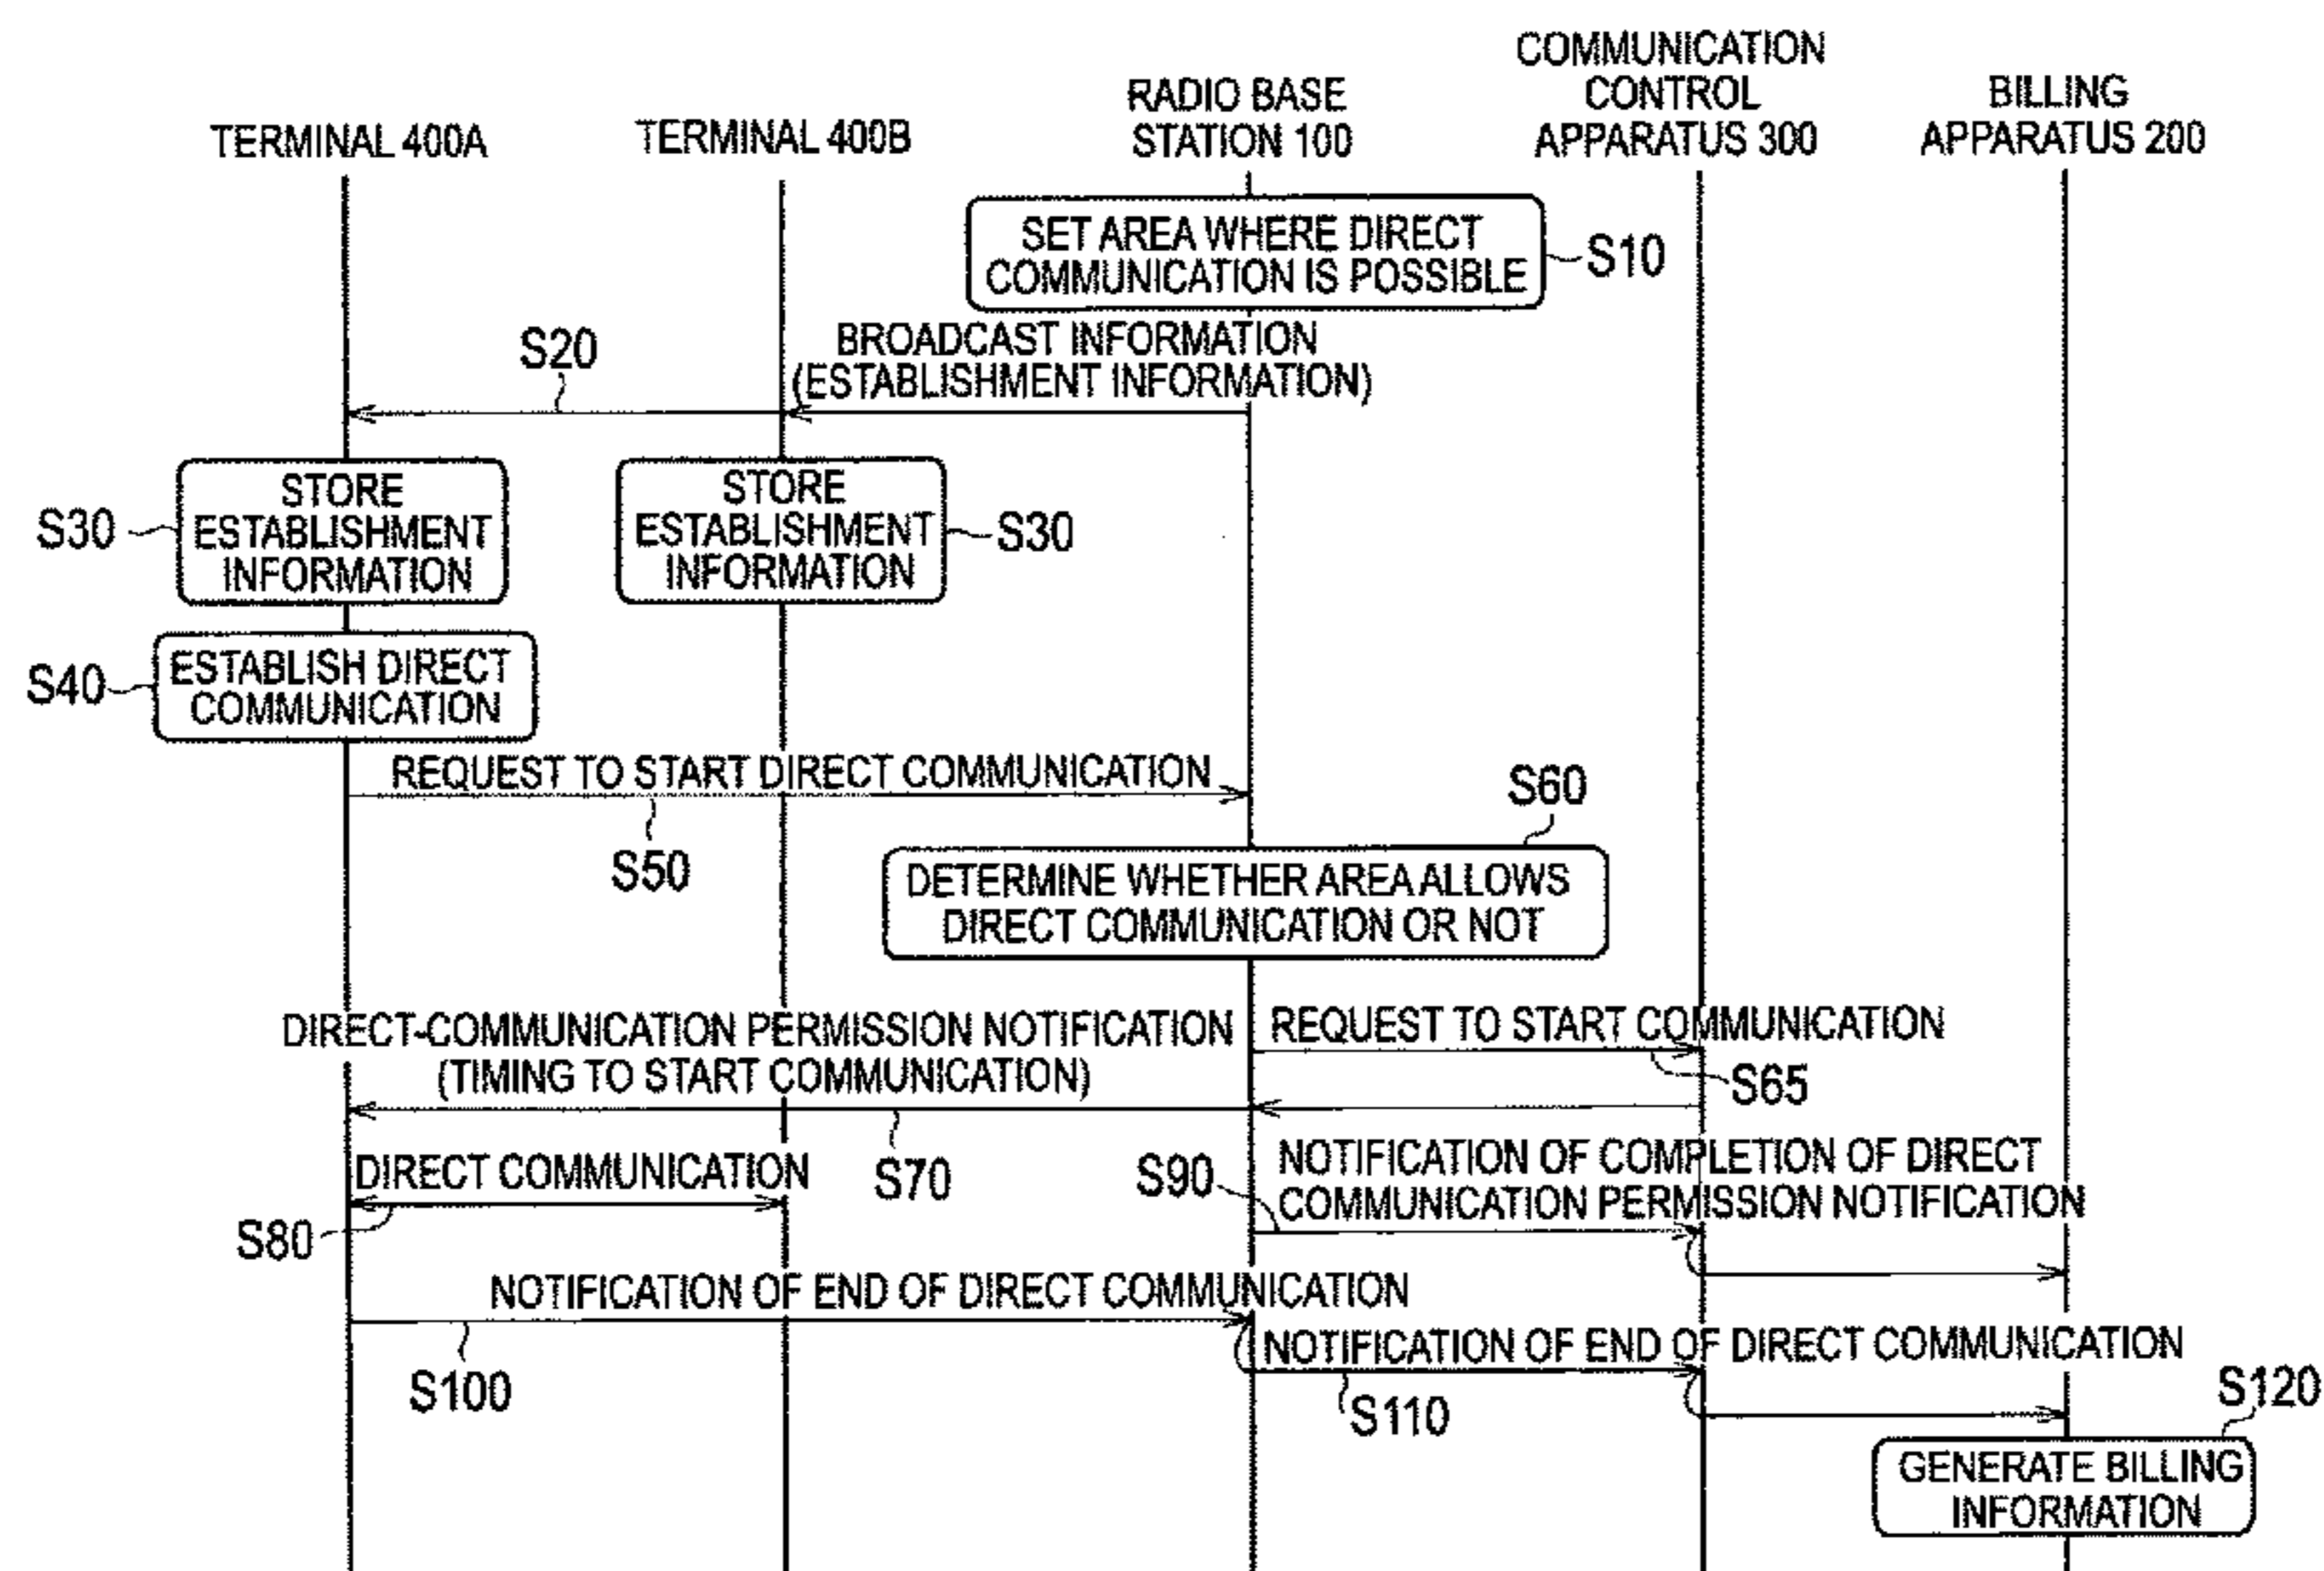 TERMINAL 400A
TERMINAL 400B
RADIO BASE
STATION 100
COMMUNICATION
CONTROL
APPARATUS 300
BILLING
APPARATUS 200
SET AREA WHERE DIRECT
COMMUNICATION IS POSSIBLE
S10
BROADCAST INFORMATION
(ESTABLISHMENT INFORMATION)
S20
STORE
ESTABLISHMENT
INFORMATION
S30
STORE
ESTABLISHMENT
INFORMATION
S30
ESTABLISH DIRECT
COMMUNICATION
S40
REQUEST TO START DIRECT COMMUNICATION
S50
S60
DETERMINE WHETHER AREA ALLOWS
DIRECT COMMUNICATION OR NOT
DIRECT-COMMUNICATION PERMISSION NOTIFICATION
(TIMING TO START COMMUNICATION)
REQUEST TO START COMMUNICATION
S65
S70
DIRECT COMMUNICATION
S80
S90
NOTIFICATION OF COMPLETION OF DIRECT
COMMUNICATION PERMISSION NOTIFICATION
NOTIFICATION OF END OF DIRECT COMMUNICATION
S100
NOTIFICATION OF END OF DIRECT COMMUNICATION
S110
S120
GENERATE BILLING
INFORMATION